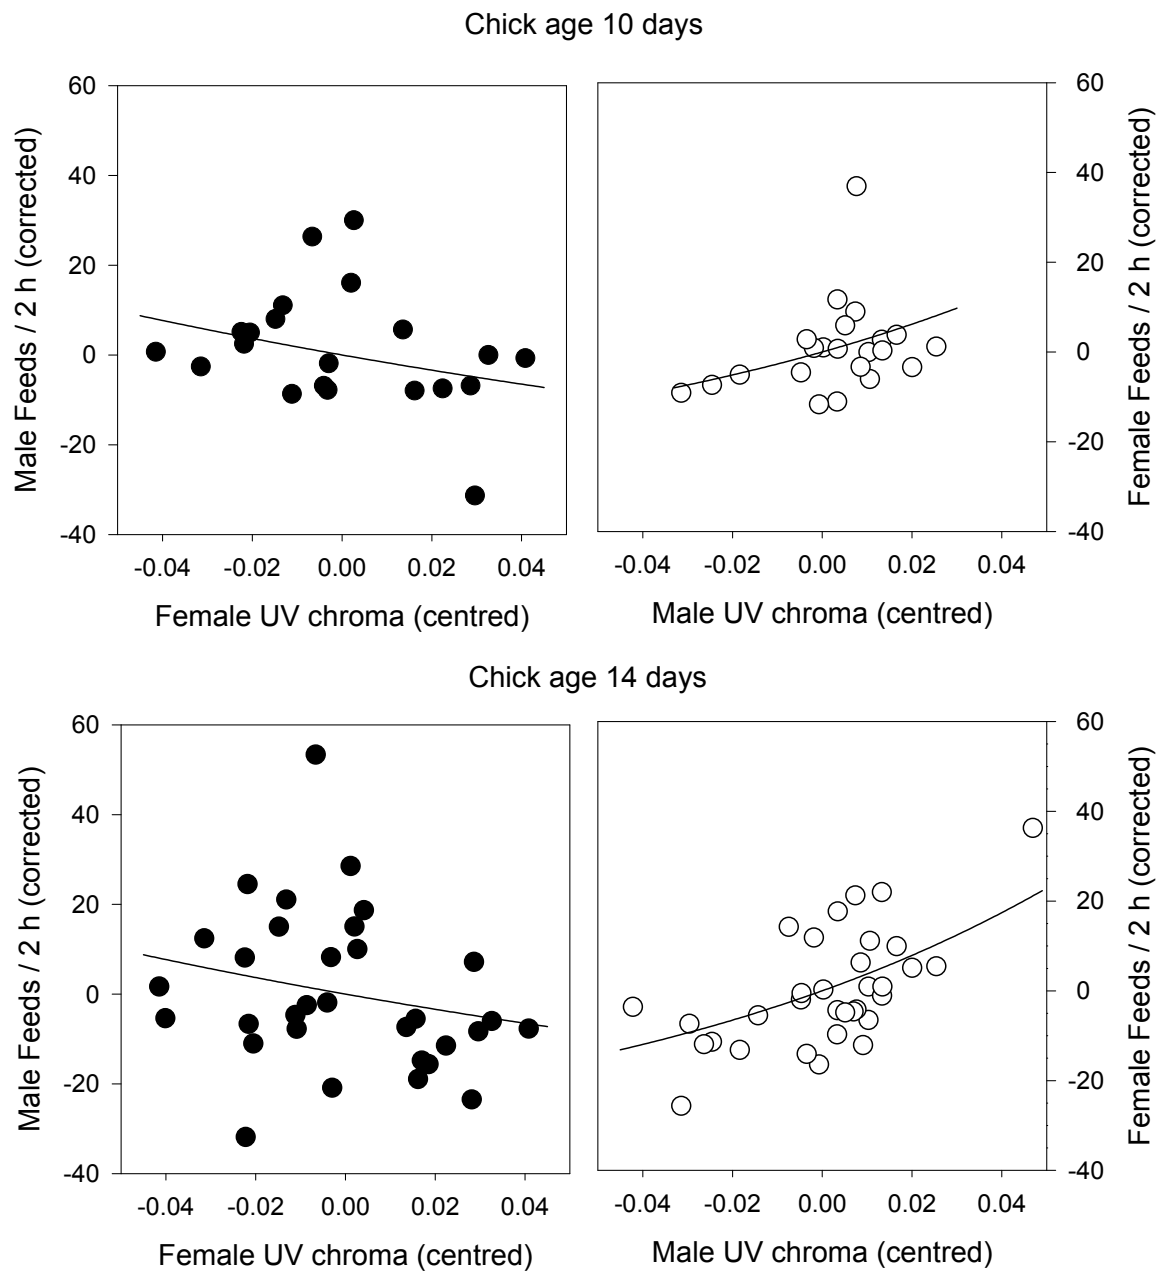 Chick age 10 days
Male Feeds / 2 h (corrected)
60
40
20
0
-20
-40
-0.04 -0.02 0.00 0.02 0.04
Female UV chroma (centred)
60
40
20
0
-20
-40
Female Feeds / 2 h (corrected)
-0.04 -0.02 0.00 0.02 0.04
Male UV chroma (centred)
Chick age 14 days
Male Feeds / 2 h (corrected)
60
40
20
0
-20
-40
-0.04 -0.02 0.00 0.02 0.04
Female UV chroma (centred)
60
40
20
0
-20
-40
Female Feeds / 2 h (corrected)
-0.04 -0.02 0.00 0.02 0.04
Male UV chroma (centred)